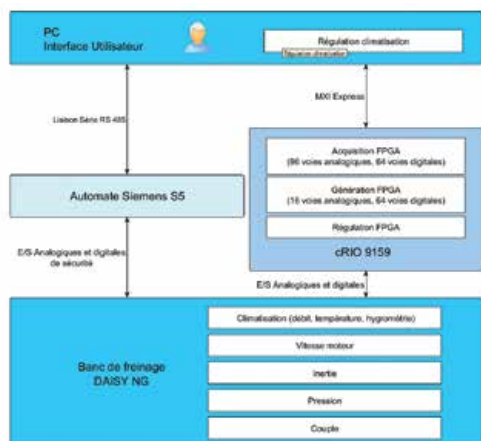 PC
Interface Utilisateur
Régulation climatisation
Régulation climatisation
Liaison Série RS 485
MXI Express
Acquisition FPGA
(96 voies analogiques, 64 voies digitales)
Génération FPGA
(16 voies analogiques, 64 voies digitales)
Régulation FPGA
cRIO 9159
Automate Siemens S5
E/S Analogiques et digitales
de sécurité
E/S Analogiques et digitales
Banc de freinage
DAISY NG
Climatisation (débit, température, hygrométrie)
Vitesse moteur
Inertie
Pression
Couple